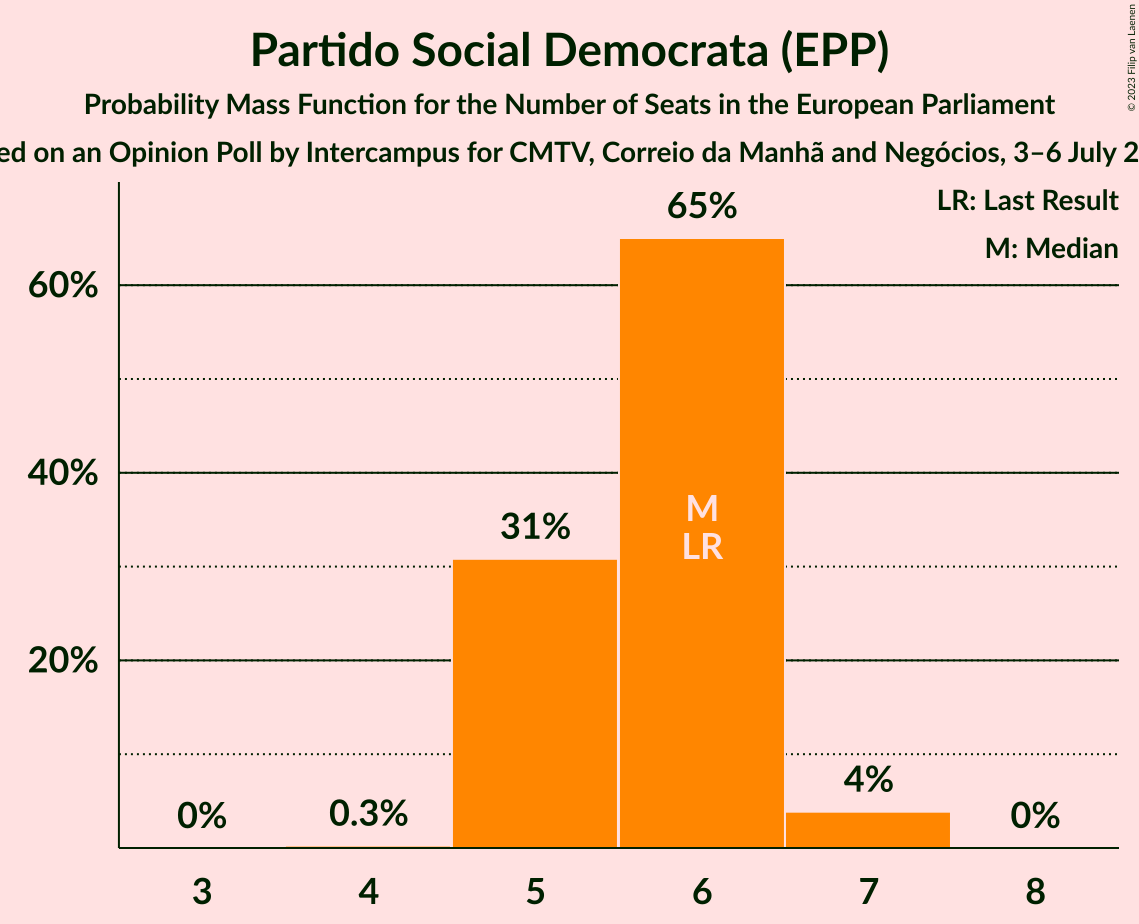 Partido Social Democrata (EPP)
Probability Mass Function for the Number of Seats in the European Parliament
on an Opinion Poll by Intercampus for CMTV, Correio da Manhã and Negócios, 3–6 July
© 2023 Filip van Laenen
LR: Last Result
M: Median
65%
60%
40%
M
31%
LR
20%
4%
0%
0.3%
0%
3 4 5 6 7 8